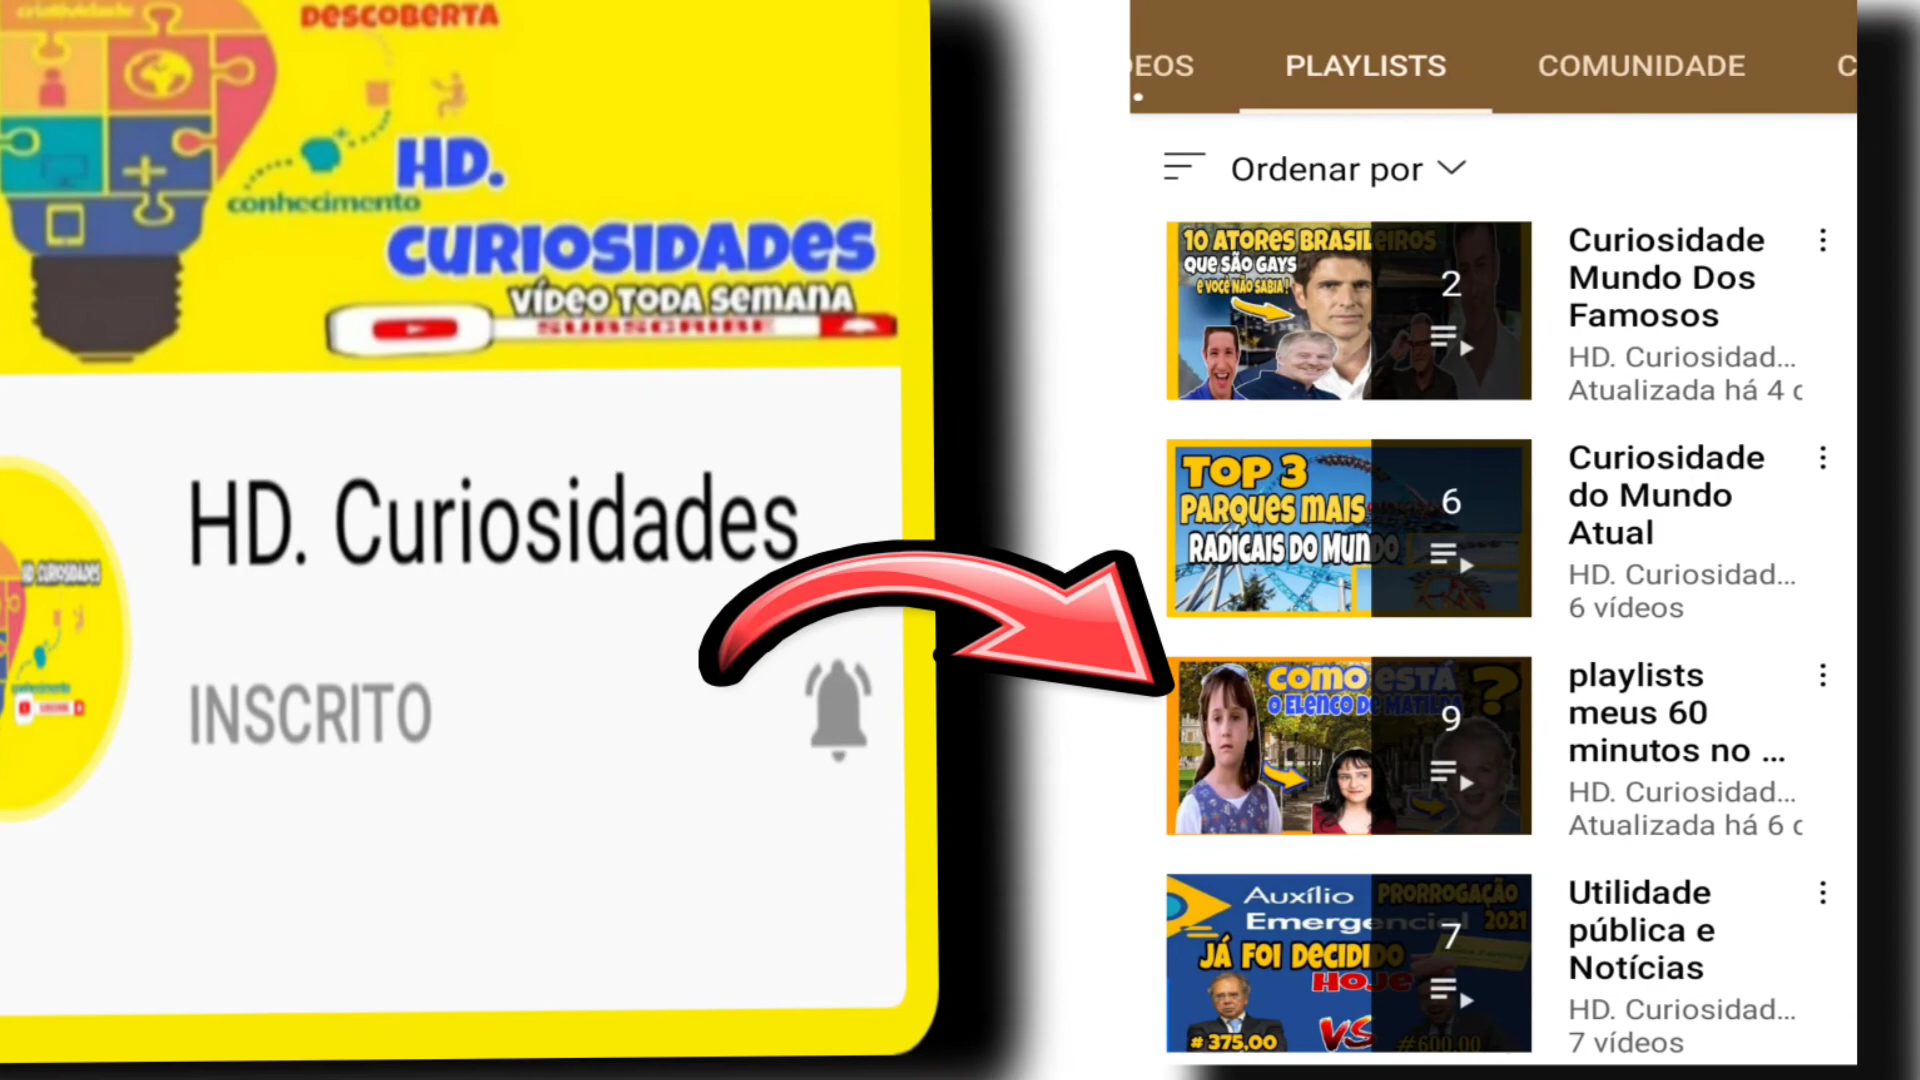 criatividade
DESCOBERTA
conhecimento
HD.
CURIOSIDADES
VÍDEO TODA SEMANA
SUBSCRIBE
HD. Curiosidades
INSCRITO
HD CURIOSIDADES
EOS
PLAYLISTS
COMUNIDADE
C
Ordenar por
10 ATORES BRASILEIROS
QUE SÃO GAYS
E VOCÊ NÃO SABIA!
2
Curiosidade
Mundo Dos
Famosos
HD. Curiosidad...
Atualizada há 4 d
TOP 3
PARQUES MAIS
RADICAIS DO MUNDO
6
Curiosidade
do Mundo
Atual
HD. Curiosidad...
6 vídeos
COMO ESTÁ
O ELENCO DE MATILDA
?
9
playlists
meus 60
minutos no ...
HD. Curiosidad...
Atualizada há 6 d
Auxílio
Emergencial
PRORROGAÇÃO
2021
JÁ FOI DECIDIDO
HOJE
7
VS
# 375,00
#600,00
Utilidade
pública e
Notícias
HD. Curiosidad...
7 vídeos